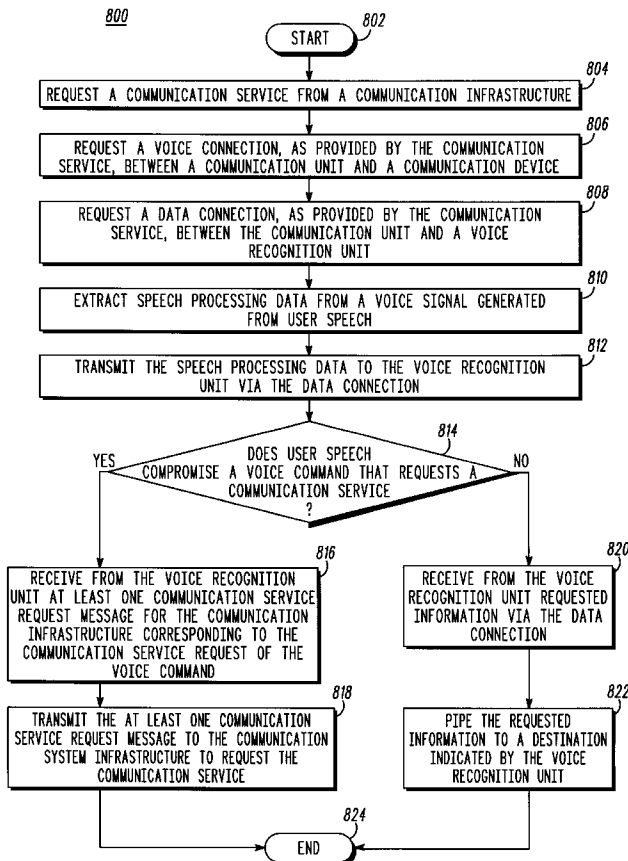 800
START
802
REQUEST A COMMUNICATION SERVICE FROM A COMMUNICATION INFRASTRUCTURE
804
REQUEST A VOICE CONNECTION, AS PROVIDED BY THE COMMUNICATION
SERVICE, BETWEEN A COMMUNICATION UNIT AND A COMMUNICATION DEVICE
806
REQUEST A DATA CONNECTION, AS PROVIDED BY THE COMMUNICATION
SERVICE, BETWEEN THE COMMUNICATION UNIT AND A VOICE
RECOGNITION UNIT
808
EXTRACT SPEECH PROCESSING DATA FROM A VOICE SIGNAL GENERATED
FROM USER SPEECH
810
TRANSMIT THE SPEECH PROCESSING DATA TO THE VOICE RECOGNITION
UNIT VIA THE DATA CONNECTION
812
DOES USER SPEECH
COMPROMISE A VOICE COMMAND THAT REQUESTS A
COMMUNICATION SERVICE
?
814
YES
NO
RECEIVE FROM THE VOICE RECOGNITION
UNIT AT LEAST ONE COMMUNICATION SERVICE
REQUEST MESSAGE FOR THE COMMUNICATION
INFRASTRUCTURE CORRESPONDING TO THE
COMMUNICATION SERVICE REQUEST OF THE
VOICE COMMAND
816
TRANSMIT THE AT LEAST ONE COMMUNICATION
SERVICE REQUEST MESSAGE TO THE COMMUNICATION
SYSTEM INFRASTRUCTURE TO REQUEST THE
COMMUNICATION SERVICE
818
RECEIVE FROM THE VOICE
RECOGNITION UNIT REQUESTED
INFORMATION VIA THE DATA
CONNECTION
820
PIPE THE REQUESTED
INFORMATION TO A DESTINATION
INDICATED BY THE VOICE
RECOGNITION UNIT
822
END
824